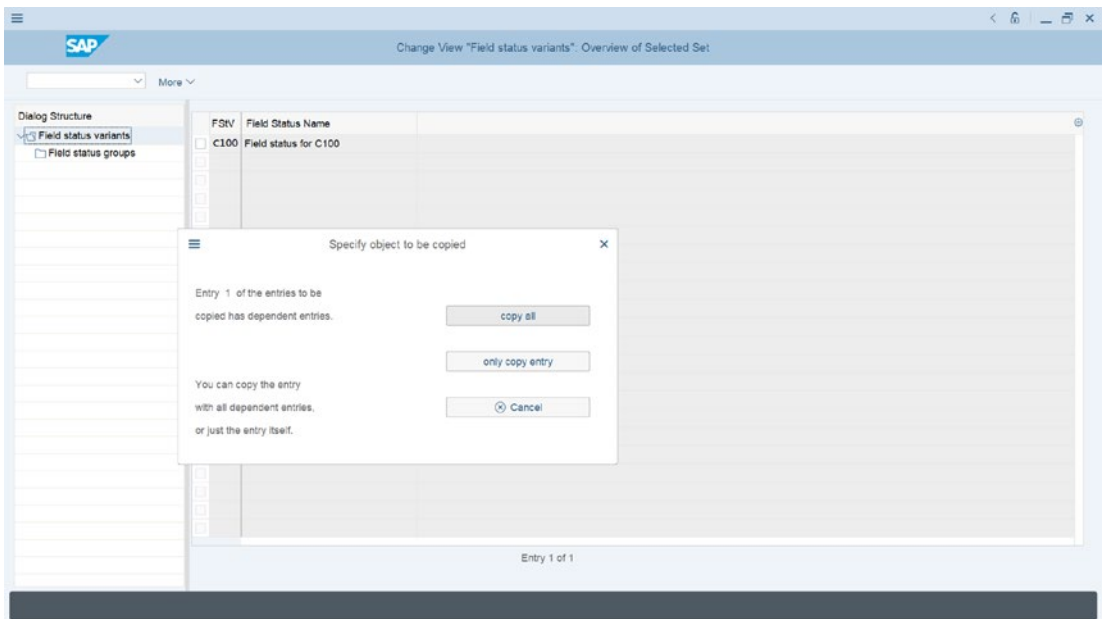 SAP
Change View "Field status variants": Overview of Selected Set
More
Dialog Structure
Field status variants
Field status groups
FStV Field Status Name
C100 Field status for C100
Specify object to be copied
Entry 1 of the entries to be
copied has dependent entries.
copy all
only copy entry
You can copy the entry
with all dependent entries,
or just the entry itself.
Cancel
Entry 1 of 1